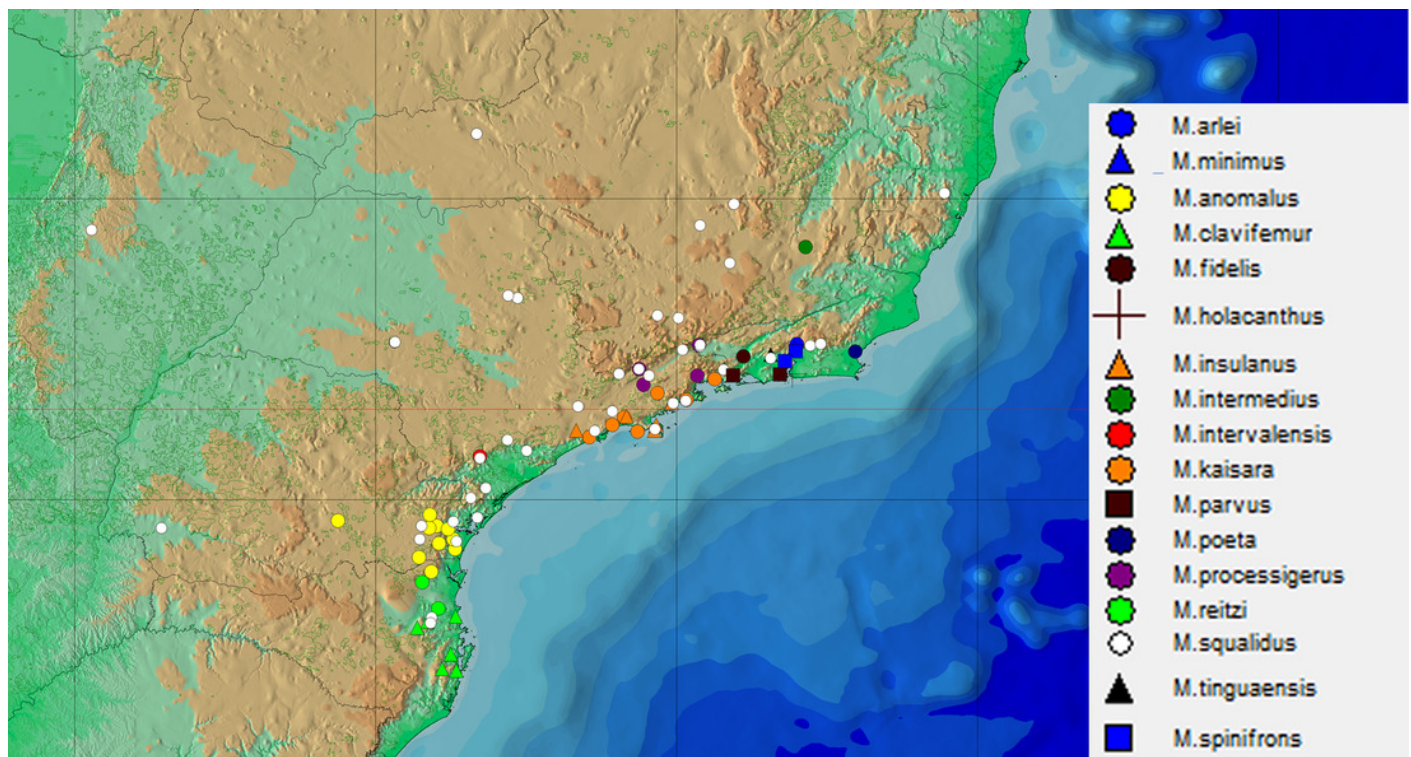 M.arlei
M.minimus
M.anomalus
M.clavifemur
M.fidelis
M.holacanthus
M.insulanus
M.intermedius
M.intervalensis
M.kaisara
M.parvus
M.poeta
M.processigerus
M.reitzi
M.squalidus
M.tinguaensis
M.spinifrons